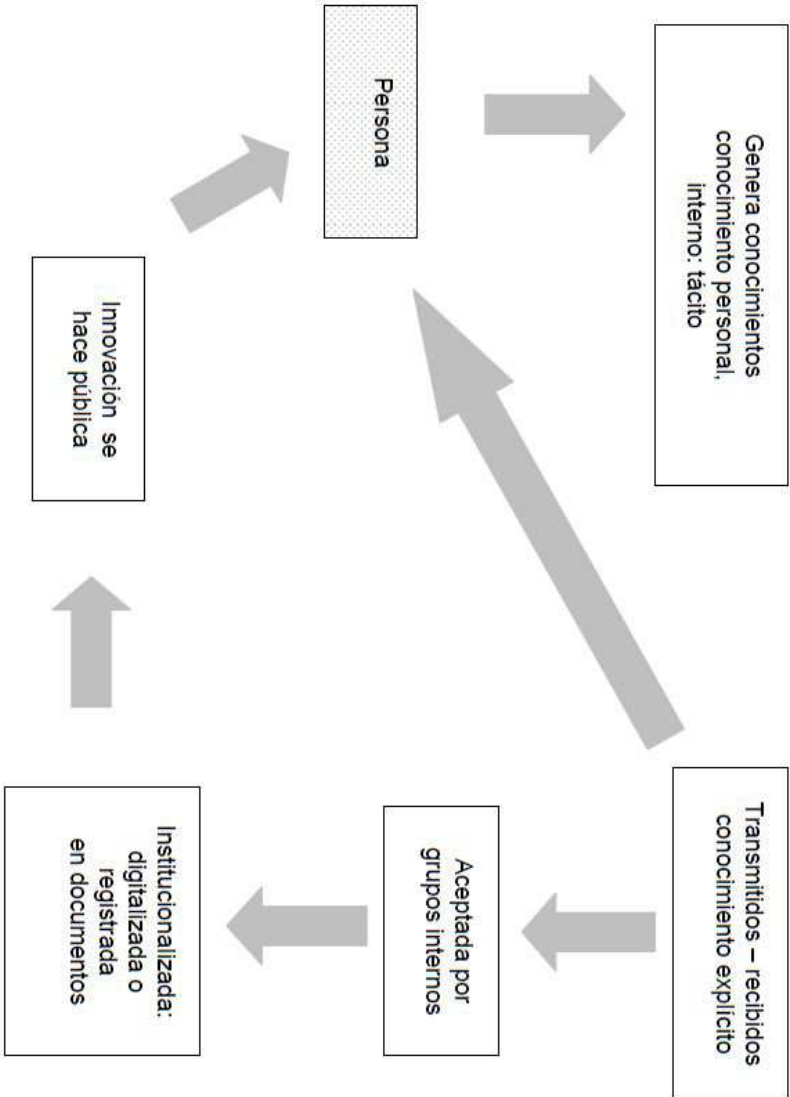 Genera conocimientos
conocimiento personal,
interno: tácito
Transmitidos – recibidos
conocimiento explícito
Persona
Aceptada por
grupos internos
Innovación se
hace pública
Institucionalizada:
digitalizada o
registrada
en documentos